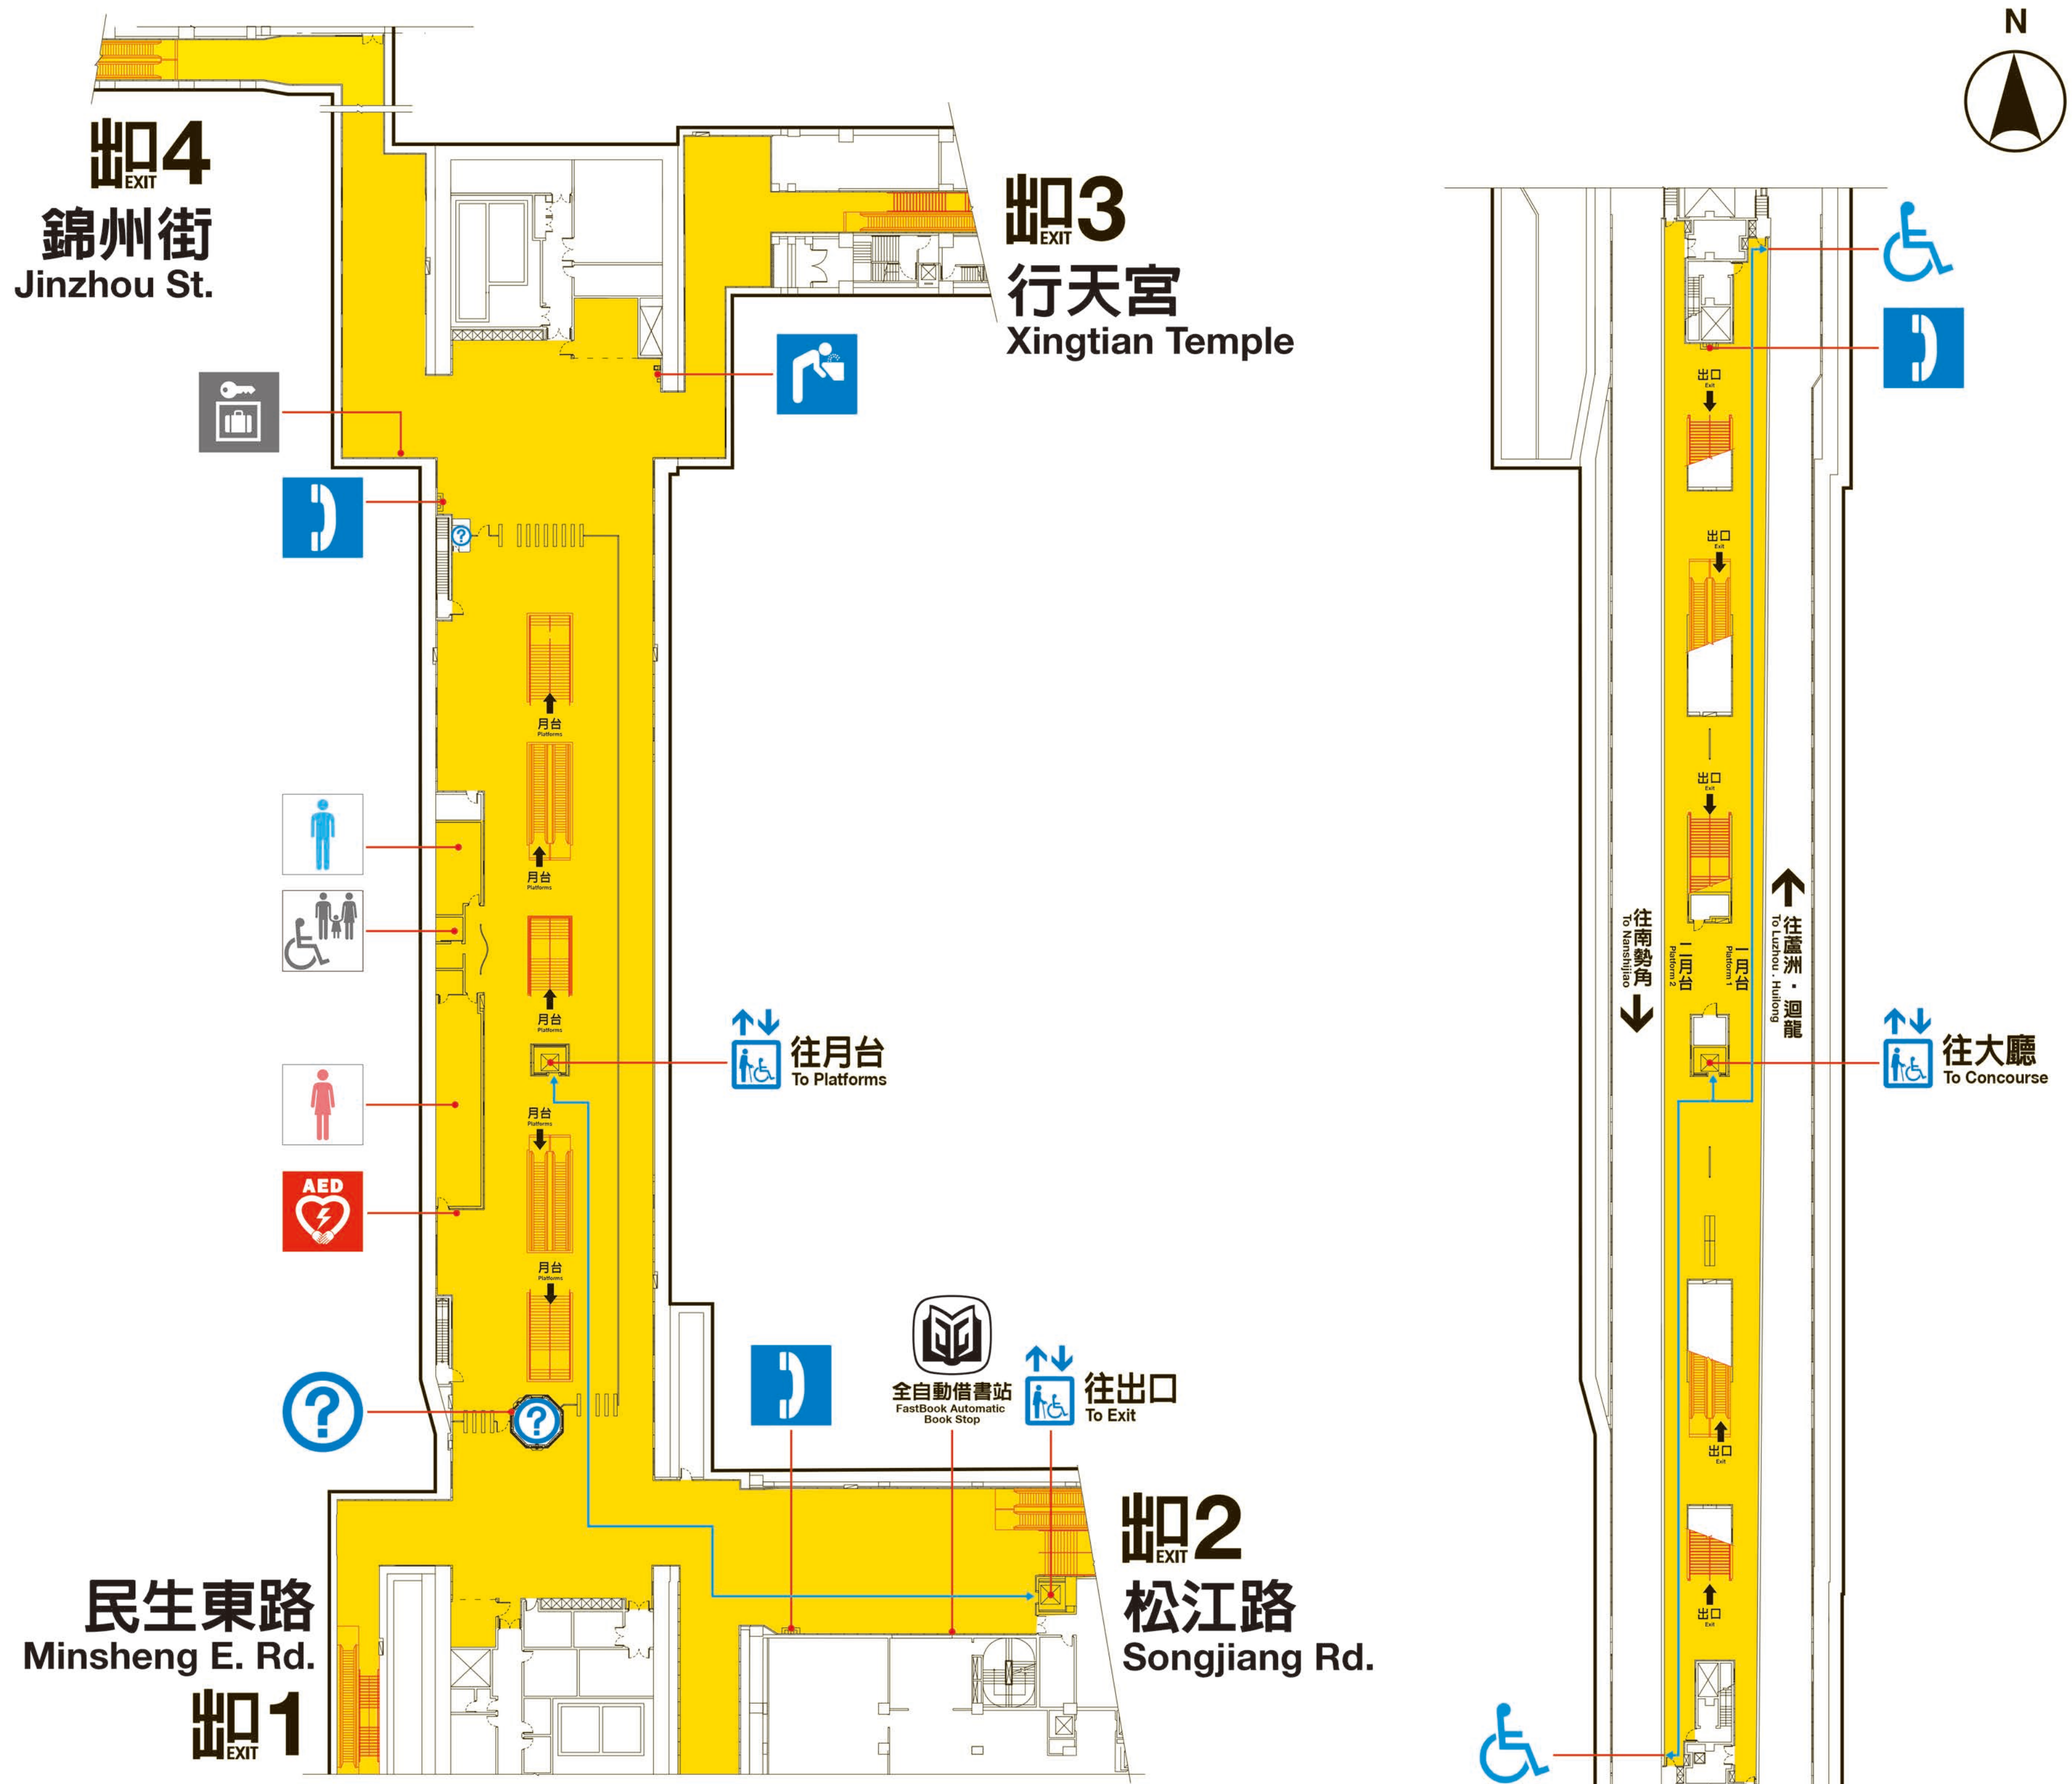 N
出口4
EXIT
錦州街
Jinzhou St.
出口3
EXIT
行天宮
Xingtian Temple
?
月台
Platforms
月台
Platforms
月台
Platforms
往月台
To Platforms
月台
Platforms
月台
Platforms
AED
?
?
全自動借書站
FastBook Automatic
Book Stop
往出口
To Exit
出口2
EXIT
松江路
Songjiang Rd.
民生東路
Minsheng E. Rd.
出口1
EXIT
出口
Exit
出口
Exit
出口
Exit
往南勢角
To Nanshijiao
二月台
Platform 2
一月台
Platform 1
往蘆洲．迴龍
To Luzhou . Huilong
往大廳
To Concourse
出口
Exit
出口
Exit